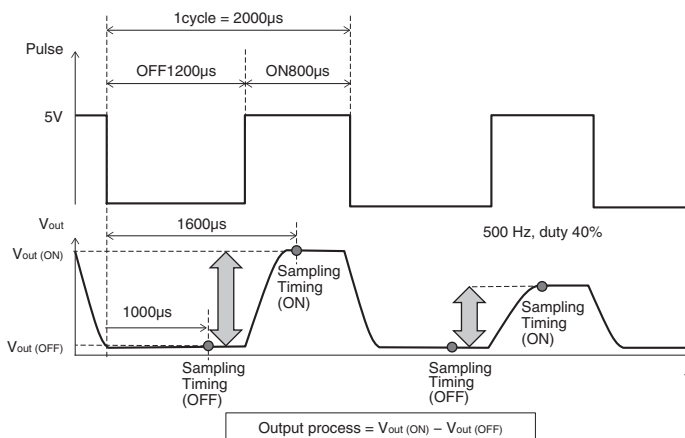 1cycle = 2000µs
Pulse
OFF1200µs
ON800µs
5V
Vout
1600µs
500 Hz, duty 40%
Vout (ON)
Sampling
Timing
(ON)
1000µs
Sampling
Timing
(ON)
Vout (OFF)
Sampling
Timing
(OFF)
Sampling
Timing
(OFF)
Output process = Vout (ON) – Vout (OFF)